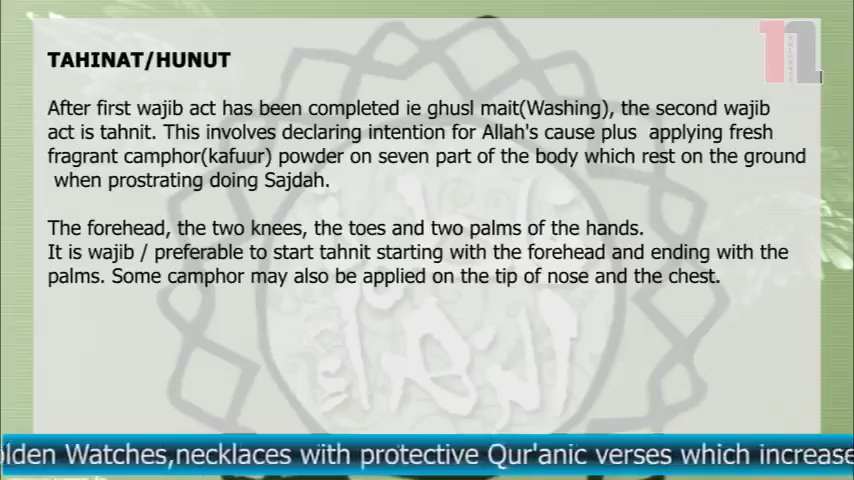 TAHINAT/HUNUT
After first wajib act has been completed ie ghusl mait(Washing), the second wajib
act is tahnit. This involves declaring intention for Allah's cause plus  applying fresh
fragrant camphor(kafuur) powder on seven part of the body which rest on the ground
when prostrating doing Sajdah.
The forehead, the two knees, the toes and two palms of the hands.
It is wajib / preferable to start tahnit starting with the forehead and ending with the
palms. Some camphor may also be applied on the tip of nose and the chest.
olden Watches,necklaces with protective Qur'anic verses which increase